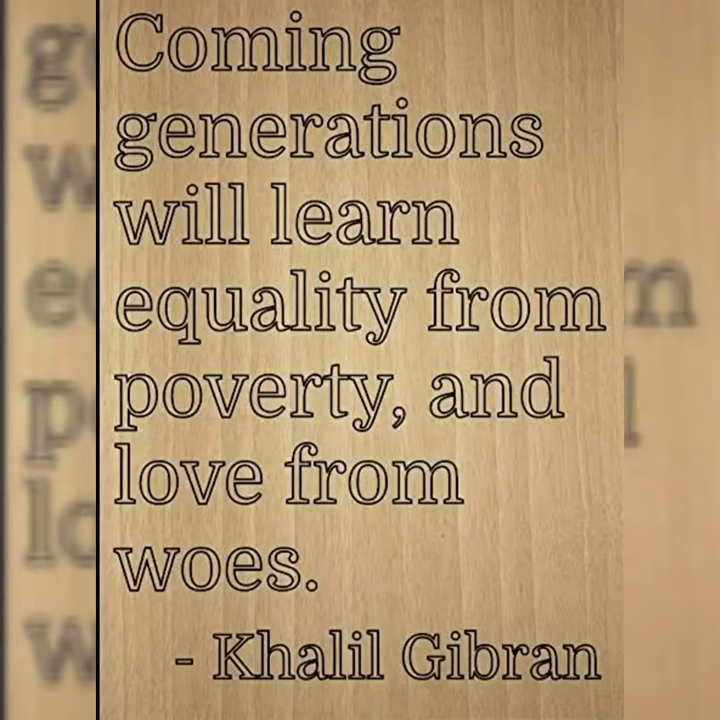 Coming
generations
will learn
equality from
poverty, and
love from
woes.
- Khalil Gibran